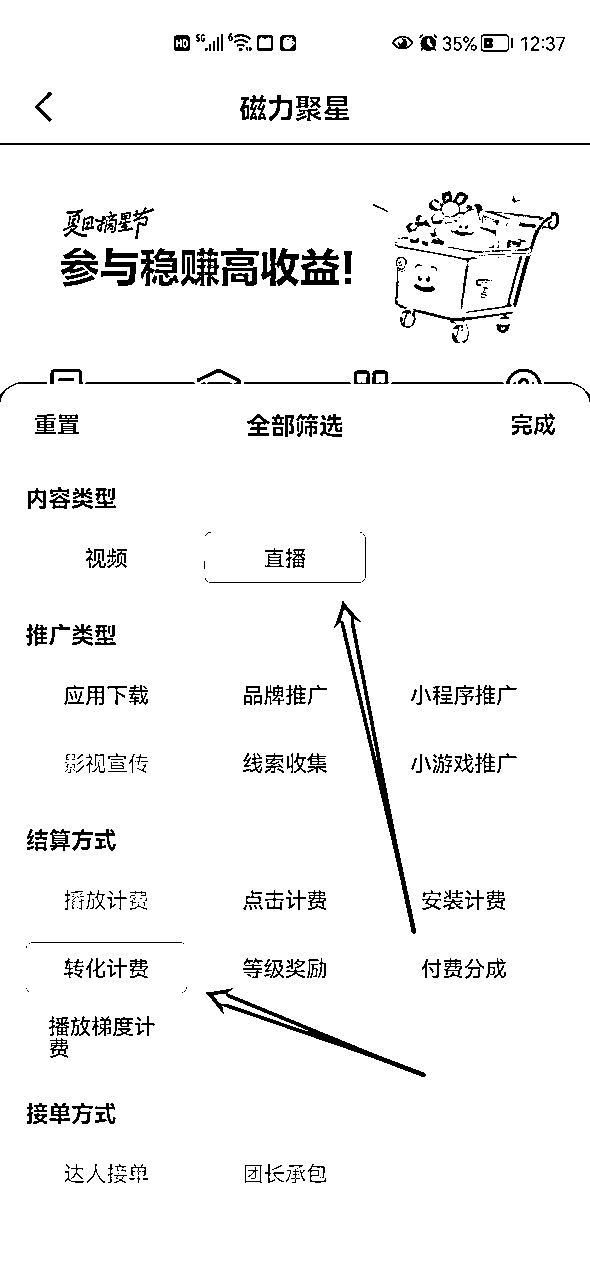 HD 5G 6 35% 12:37
磁力聚星
夏日摘星节
参与稳赚高收益!
重置 全部筛选 完成
内容类型
视频 直播
推广类型
应用下载 品牌推广 小程序推广
影视宣传 线索收集 小游戏推广
结算方式
播放计费 点击计费 安装计费
转化计费 等级奖励 付费分成
播放梯度计
费
接单方式
达人接单 团长承包